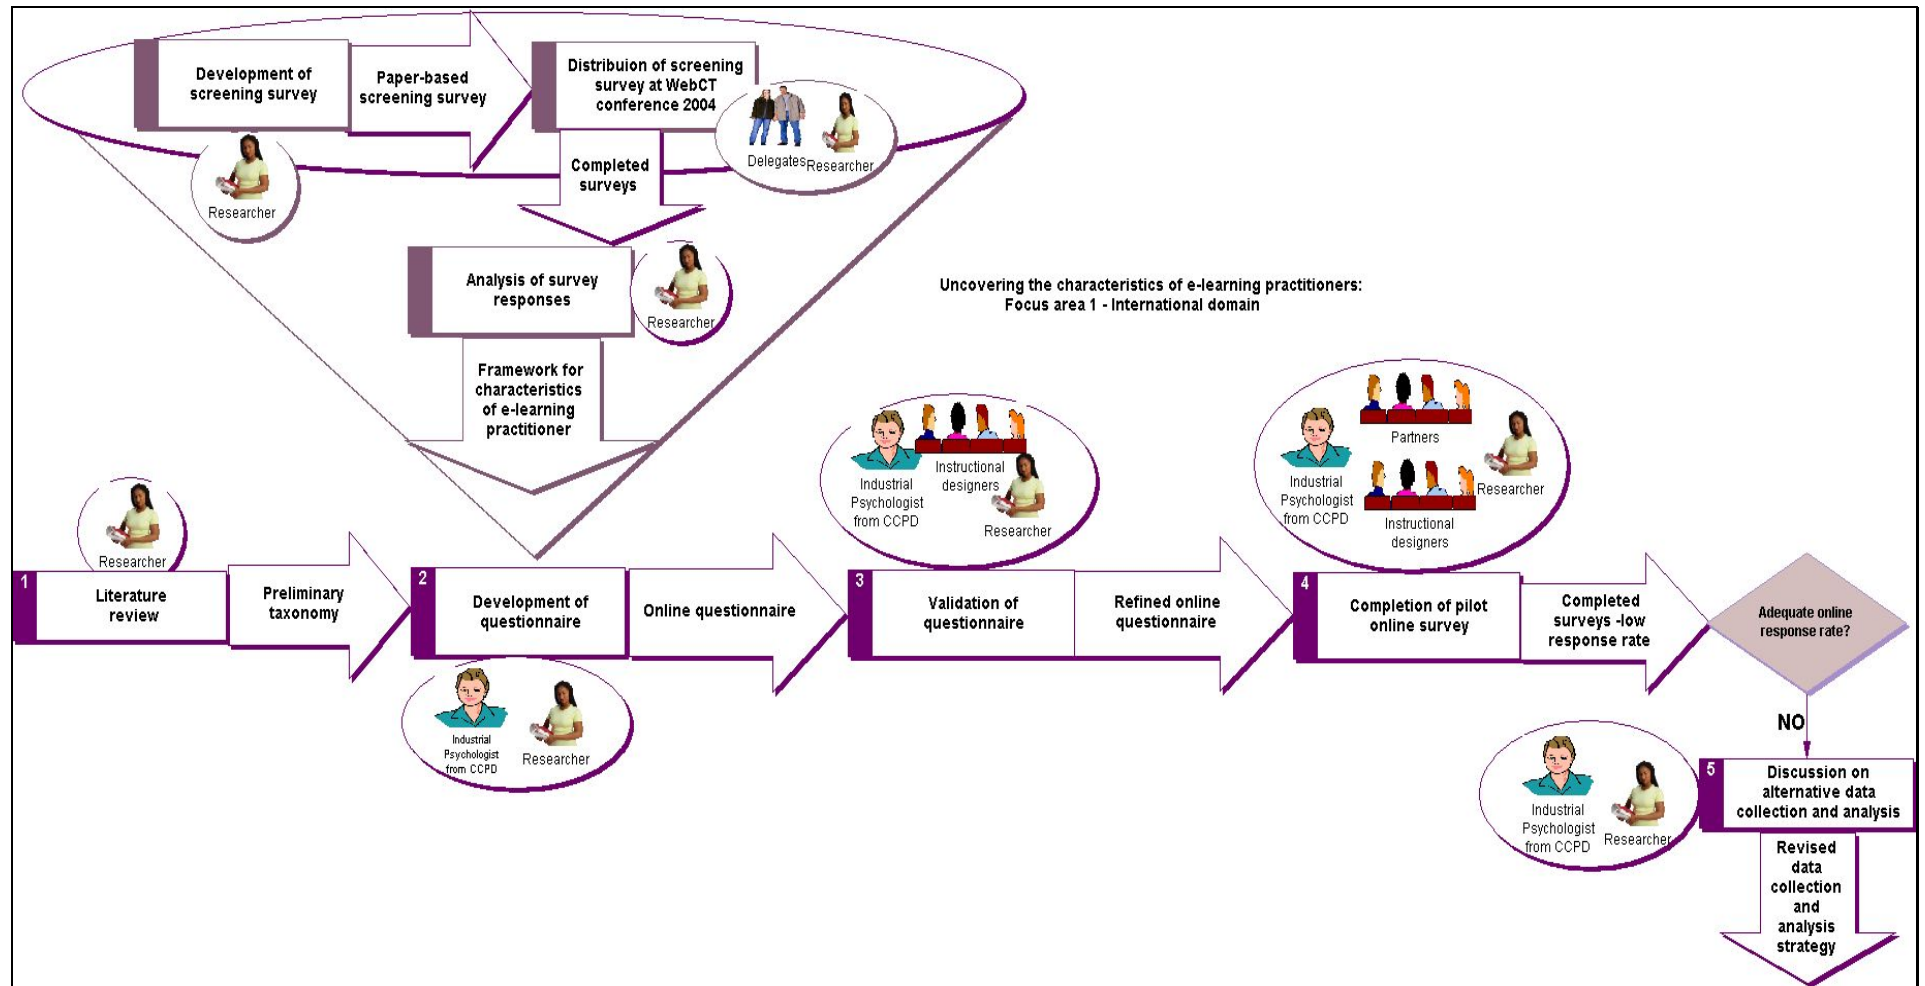 Development of
screening survey
Paper-based
screening survey
Distribuion of screening
survey at WebCT
conference 2004
Delegates
Researcher
Researcher
Completed
surveys
Analysis of survey
responses
Researcher
Framework for
characteristics
of e-learning
practitioner
Uncovering the characteristics of e-learning practitioners:
Focus area 1 - International domain
Researcher
1
Literature
review
Preliminary
taxonomy
2
Development of
questionnaire
Industrial
Psychologist
from CCPD
Researcher
Online questionnaire
Industrial
Psychologist
from CCPD
Instructional
designers
Researcher
3
Validation of
questionnaire
Refined online
questionnaire
Partners
Industrial
Psychologist
from CCPD
Researcher
Instructional
designers
4
Completion of pilot
online survey
Completed
surveys -low
response rate
Adequate online
response rate?
NO
Industrial
Psychologist
from CCPD
Researcher
5
Discussion on
alternative data
collection and analysis
Revised
data
collection
and
analysis
strategy